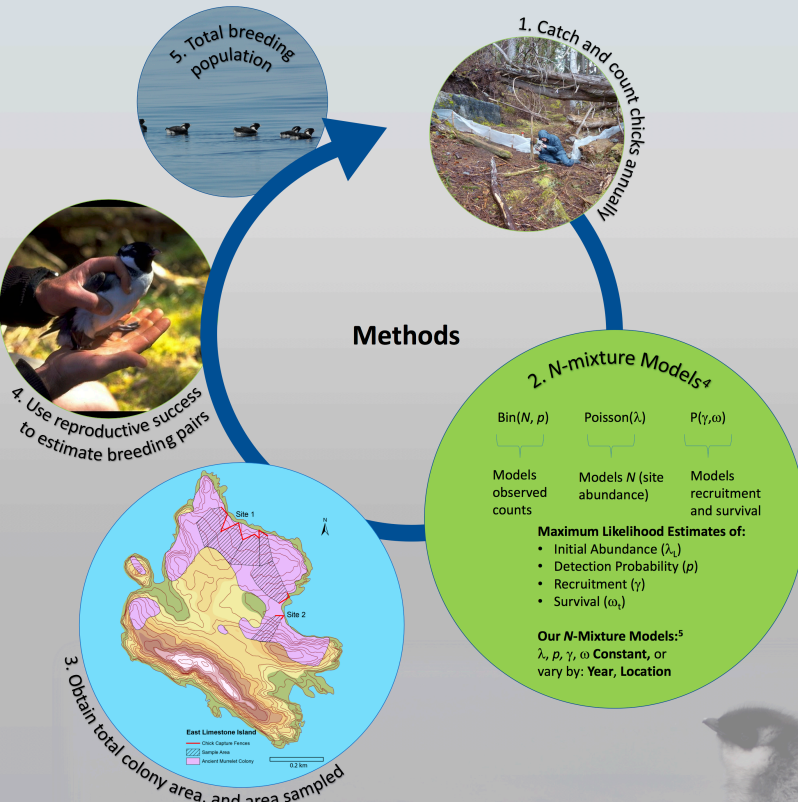 1. Catch and count chicks annually
5. Total breeding
population
Methods
2. N-mixture Models⁴
Bin(N, p)
Models
observed
counts
Poisson(λ)
Models N (site
abundance)
P(γ,ω)
Models
recruitment
and survival
Maximum Likelihood Estimates of:
• Initial Abundance (λL)
• Detection Probability (p)
• Recruitment (γ)
• Survival (ωt)
Our N-Mixture Models:⁵
λ, p, γ, ω Constant, or
vary by: Year, Location
4. Use reproductive success
to estimate breeding pairs
Site 1
N
Site 2
East Limestone Island
Chick Capture Fences
Sample Area
Ancient Murrelet Colony
0.2 km
3. Obtain total colony area, and area sampled